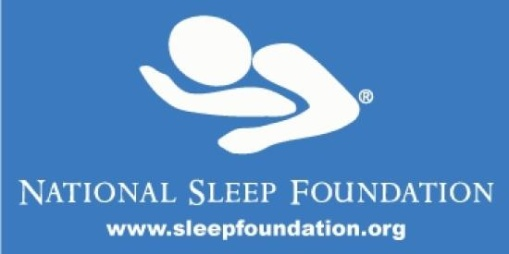 ®
NATIONAL SLEEP FOUNDATION
www.sleepfoundation.org